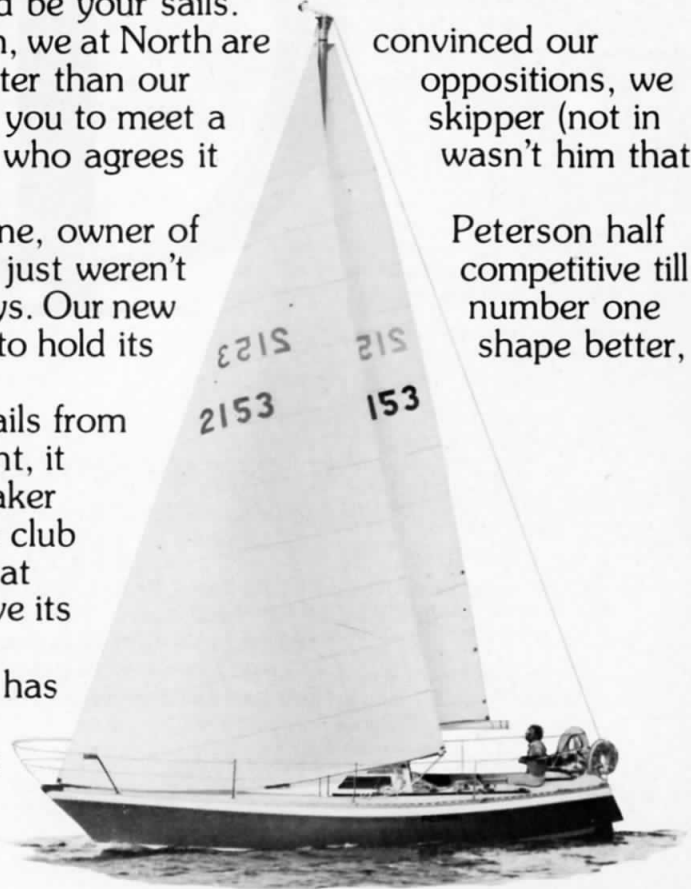 d be your sails.
n, we at North are convinced our
ter than our oppositions, we
you to meet a skipper (not in
who agrees it wasn't him that
ne, owner of Peterson half
just weren't competitive till
ys. Our new number one
to hold its shape better,
2153 215
2153 153
ails from
nt, it
aker
club
at
ve its
has